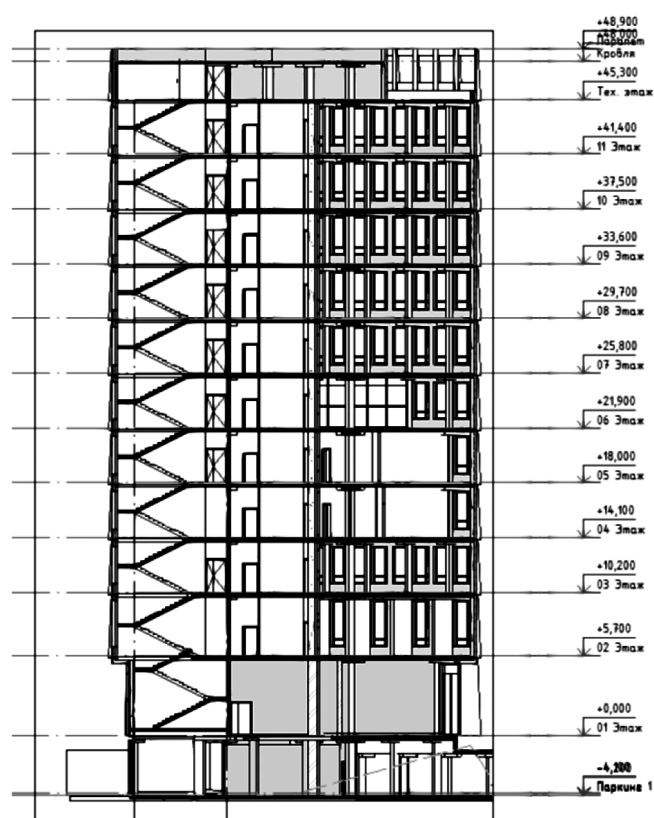 +48,900
+48,000
Парапет
Кровля
+45,300
Тех. этаж
+41,400
11 Этаж
+37,500
10 Этаж
+33,600
09 Этаж
+29,700
08 Этаж
+25,800
07 Этаж
+21,900
06 Этаж
+18,000
05 Этаж
+14,100
04 Этаж
+10,200
03 Этаж
+5,700
02 Этаж
+0,000
01 Этаж
Паркинг 1